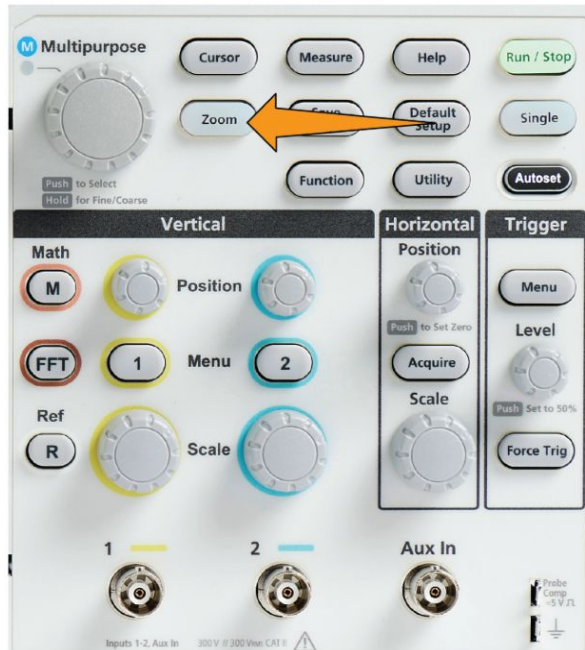 M Multipurpose
Cursor
Measure
Help
Run / Stop
Zoom
Save
Default
Setup
Single
Push to Select
Hold for Fine/Coarse
Function
Utility
Autoset
Vertical
Horizontal
Trigger
Math
M
Position
Position
Push to Set Zero
Menu
FFT
1
Menu
2
Acquire
Level
Push Set to 50%
Ref
R
Scale
Scale
Force Trig
1
2
Aux In
Probe
Comp
Inputs 1-2, Aux In